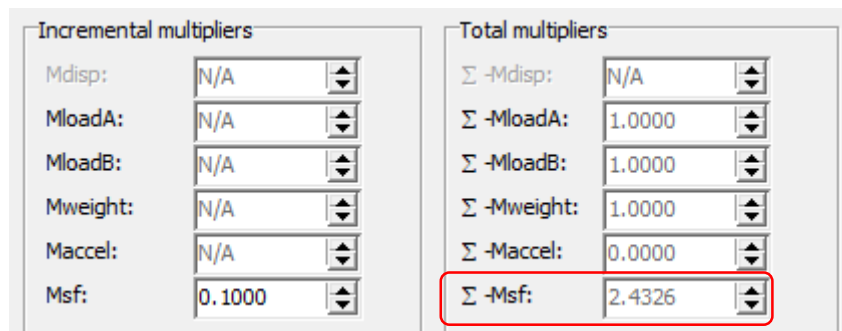 Incremental multipliers
Mdisp: N/A
MloadA: N/A
MloadB: N/A
Mweight: N/A
Maccel: N/A
Msf: 0.1000
Total multipliers
Σ -Mdisp: N/A
Σ -MloadA: 1.0000
Σ -MloadB: 1.0000
Σ -Mweight: 1.0000
Σ -Maccel: 0.0000
Σ -Msf: 2.4326